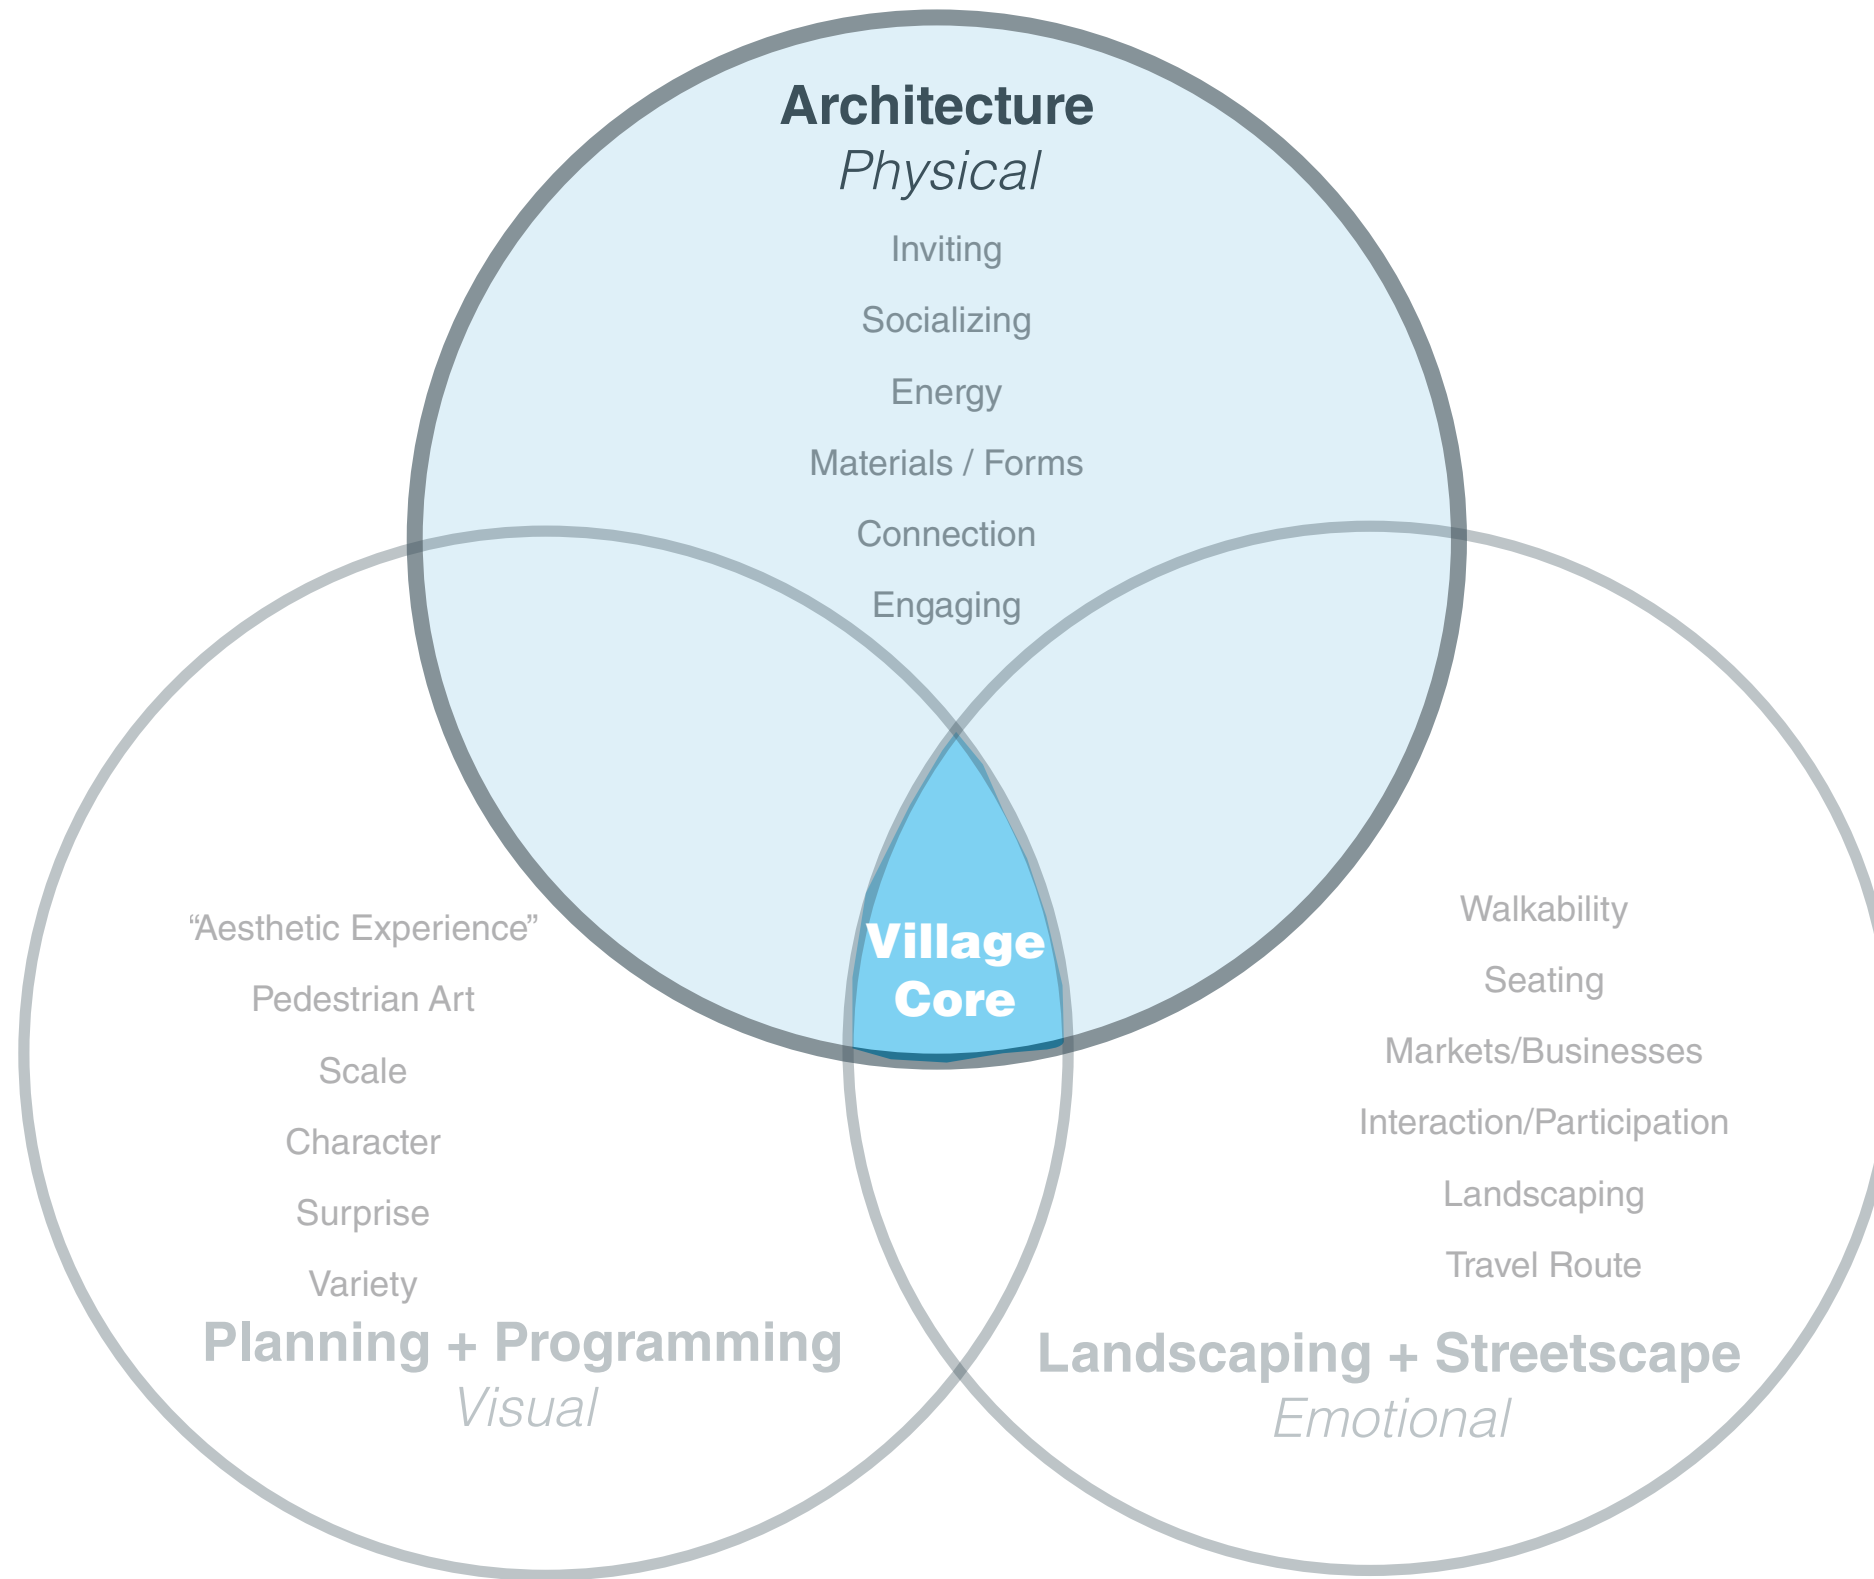 Architecture
Physical
Inviting
Socializing
Energy
Materials / Forms
Connection
Engaging
Village
Core
“Aesthetic Experience”
Pedestrian Art
Scale
Character
Surprise
Variety
Planning + Programming
Visual
Walkability
Seating
Markets/Businesses
Interaction/Participation
Landscaping
Travel Route
Landscaping + Streetscape
Emotional